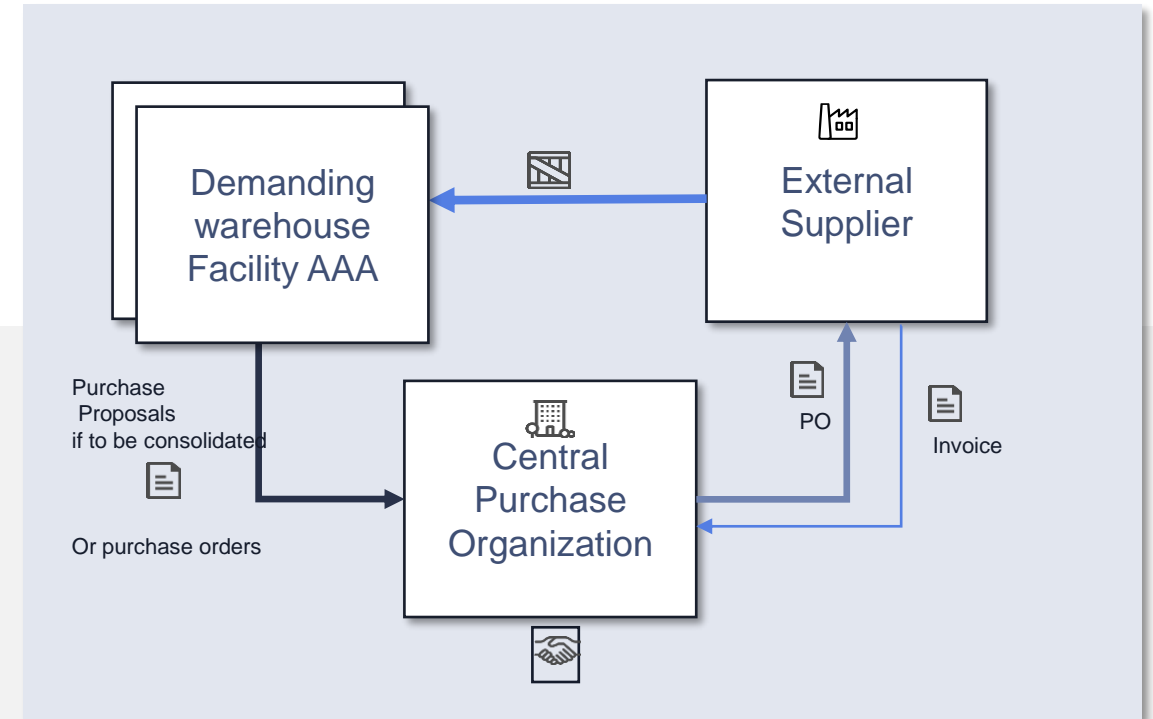 Demanding
warehouse
Facility AAA
External
Supplier
Purchase
Proposals
if to be consolidated
Or purchase orders
Central
Purchase
Organization
PO
Invoice